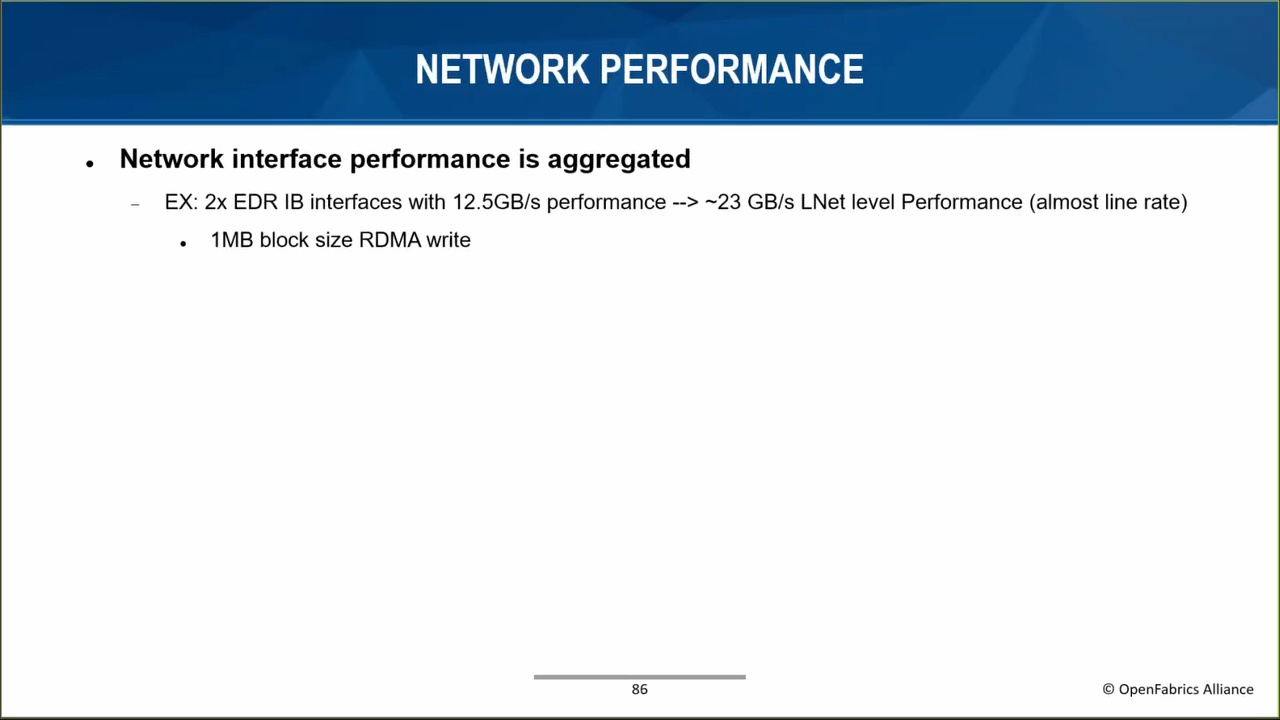 NETWORK PERFORMANCE
• Network interface performance is aggregated
– EX: 2x EDR IB interfaces with 12.5GB/s performance --> ~23 GB/s LNet level Performance (almost line rate)
• 1MB block size RDMA write
86
© OpenFabrics Alliance